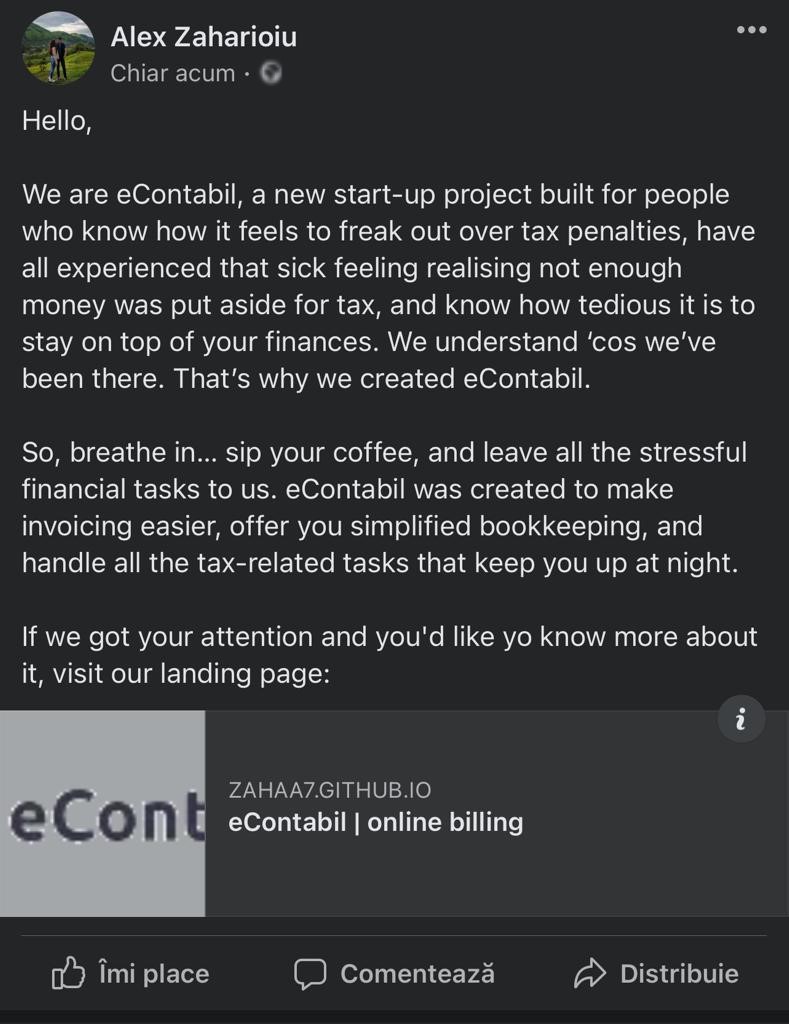 Alex Zaharioiu
Chiar acum ·
Hello,
We are eContabil, a new start-up project built for people
who know how it feels to freak out over tax penalties, have
all experienced that sick feeling realising not enough
money was put aside for tax, and know how tedious it is to
stay on top of your finances. We understand ‘cos we’ve
been there. That’s why we created eContabil.
So, breathe in... sip your coffee, and leave all the stressful
financial tasks to us. eContabil was created to make
invoicing easier, offer you simplified bookkeeping, and
handle all the tax-related tasks that keep you up at night.
If we got your attention and you'd like yo know more about
it, visit our landing page:
eCont
ZAHAA7.GITHUB.IO
eContabil | online billing
Îmi place
Comentează
Distribuie